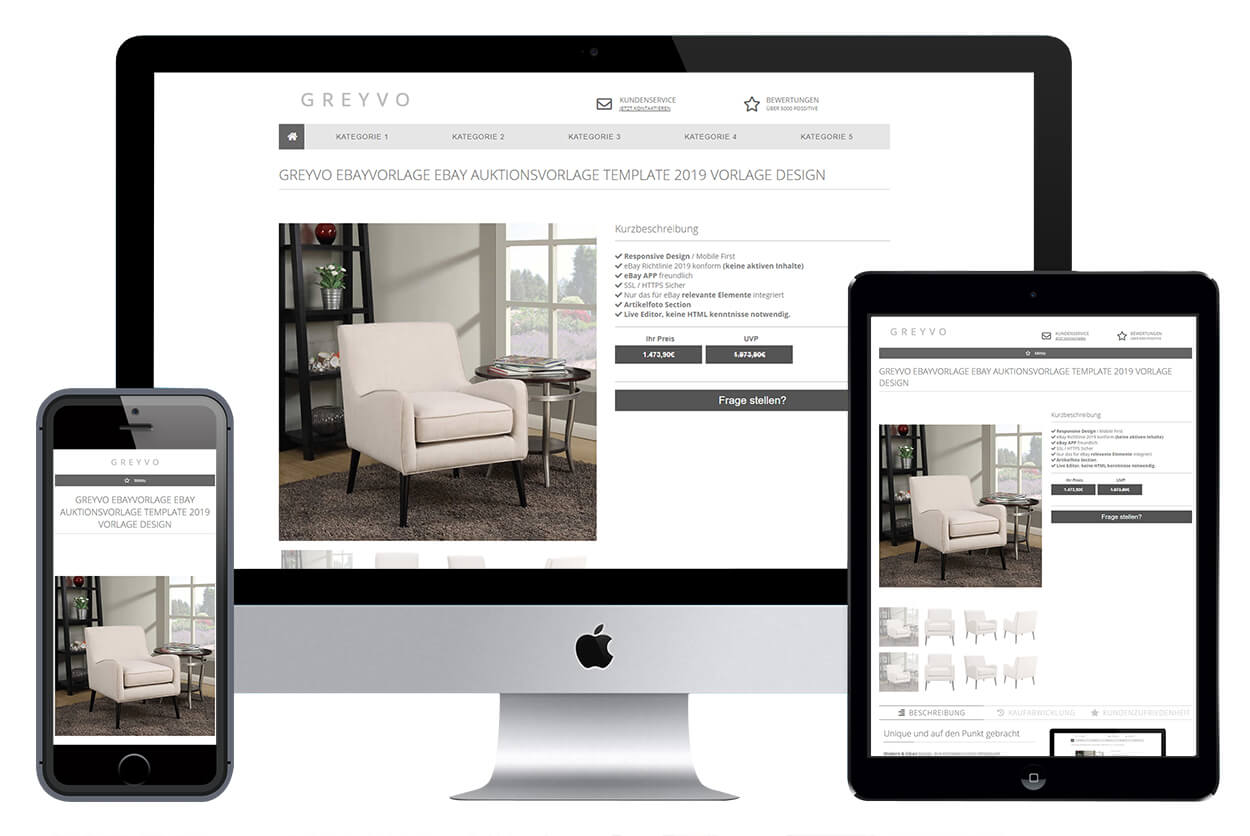 GREYVO
KUNDENSERVICE
JETZT KONTAKTIEREN
BEWERTUNGEN
ÜBER 5000 POSITIVE
KATEGORIE 1
KATEGORIE 2
KATEGORIE 3
KATEGORIE 4
KATEGORIE 5
GREYVO EBAYVORLAGE EBAY AUKTIONSVORLAGE TEMPLATE 2019 VORLAGE DESIGN
Kurzbeschreibung
Responsive Design / Mobile First
eBay Richtlinie 2019 konform (keine aktiven Inhalte)
eBay APP freundlich
SSL / HTTPS Sicher
Nur das für eBay relevante Elemente integriert
Artikelfoto Section
Live Editor, keine HTML kenntnisse notwendig.
Ihr Preis
UVP
1.473,90€
1.973,90€
Frage stellen?
GREYVO
Menu
GREYVO EBAYVORLAGE EBAY
AUKTIONSVORLAGE TEMPLATE 2019
VORLAGE DESIGN
GREYVO
KUNDENSERVICE
JETZT KONTAKTIEREN
BEWERTUNGEN
ÜBER 5000 POSITIVE
Menu
GREYVO EBAYVORLAGE EBAY AUKTIONSVORLAGE TEMPLATE 2019 VORLAGE
DESIGN
Kurzbeschreibung
Responsive Design / Mobile First
eBay Richtlinie 2019 konform (keine aktiven Inhalte)
eBay APP freundlich
SSL / HTTPS Sicher
Nur das für eBay relevante Elemente integriert
Artikelfoto Section
Live Editor, keine HTML kenntnisse notwendig.
Ihr Preis
UVP
1.473,90€
1.973,90€
Frage stellen?
BESCHREIBUNG
KAUFABWICKLUNG
KUNDENZUFRIEDENHEIT
Unique und auf den Punkt gebracht